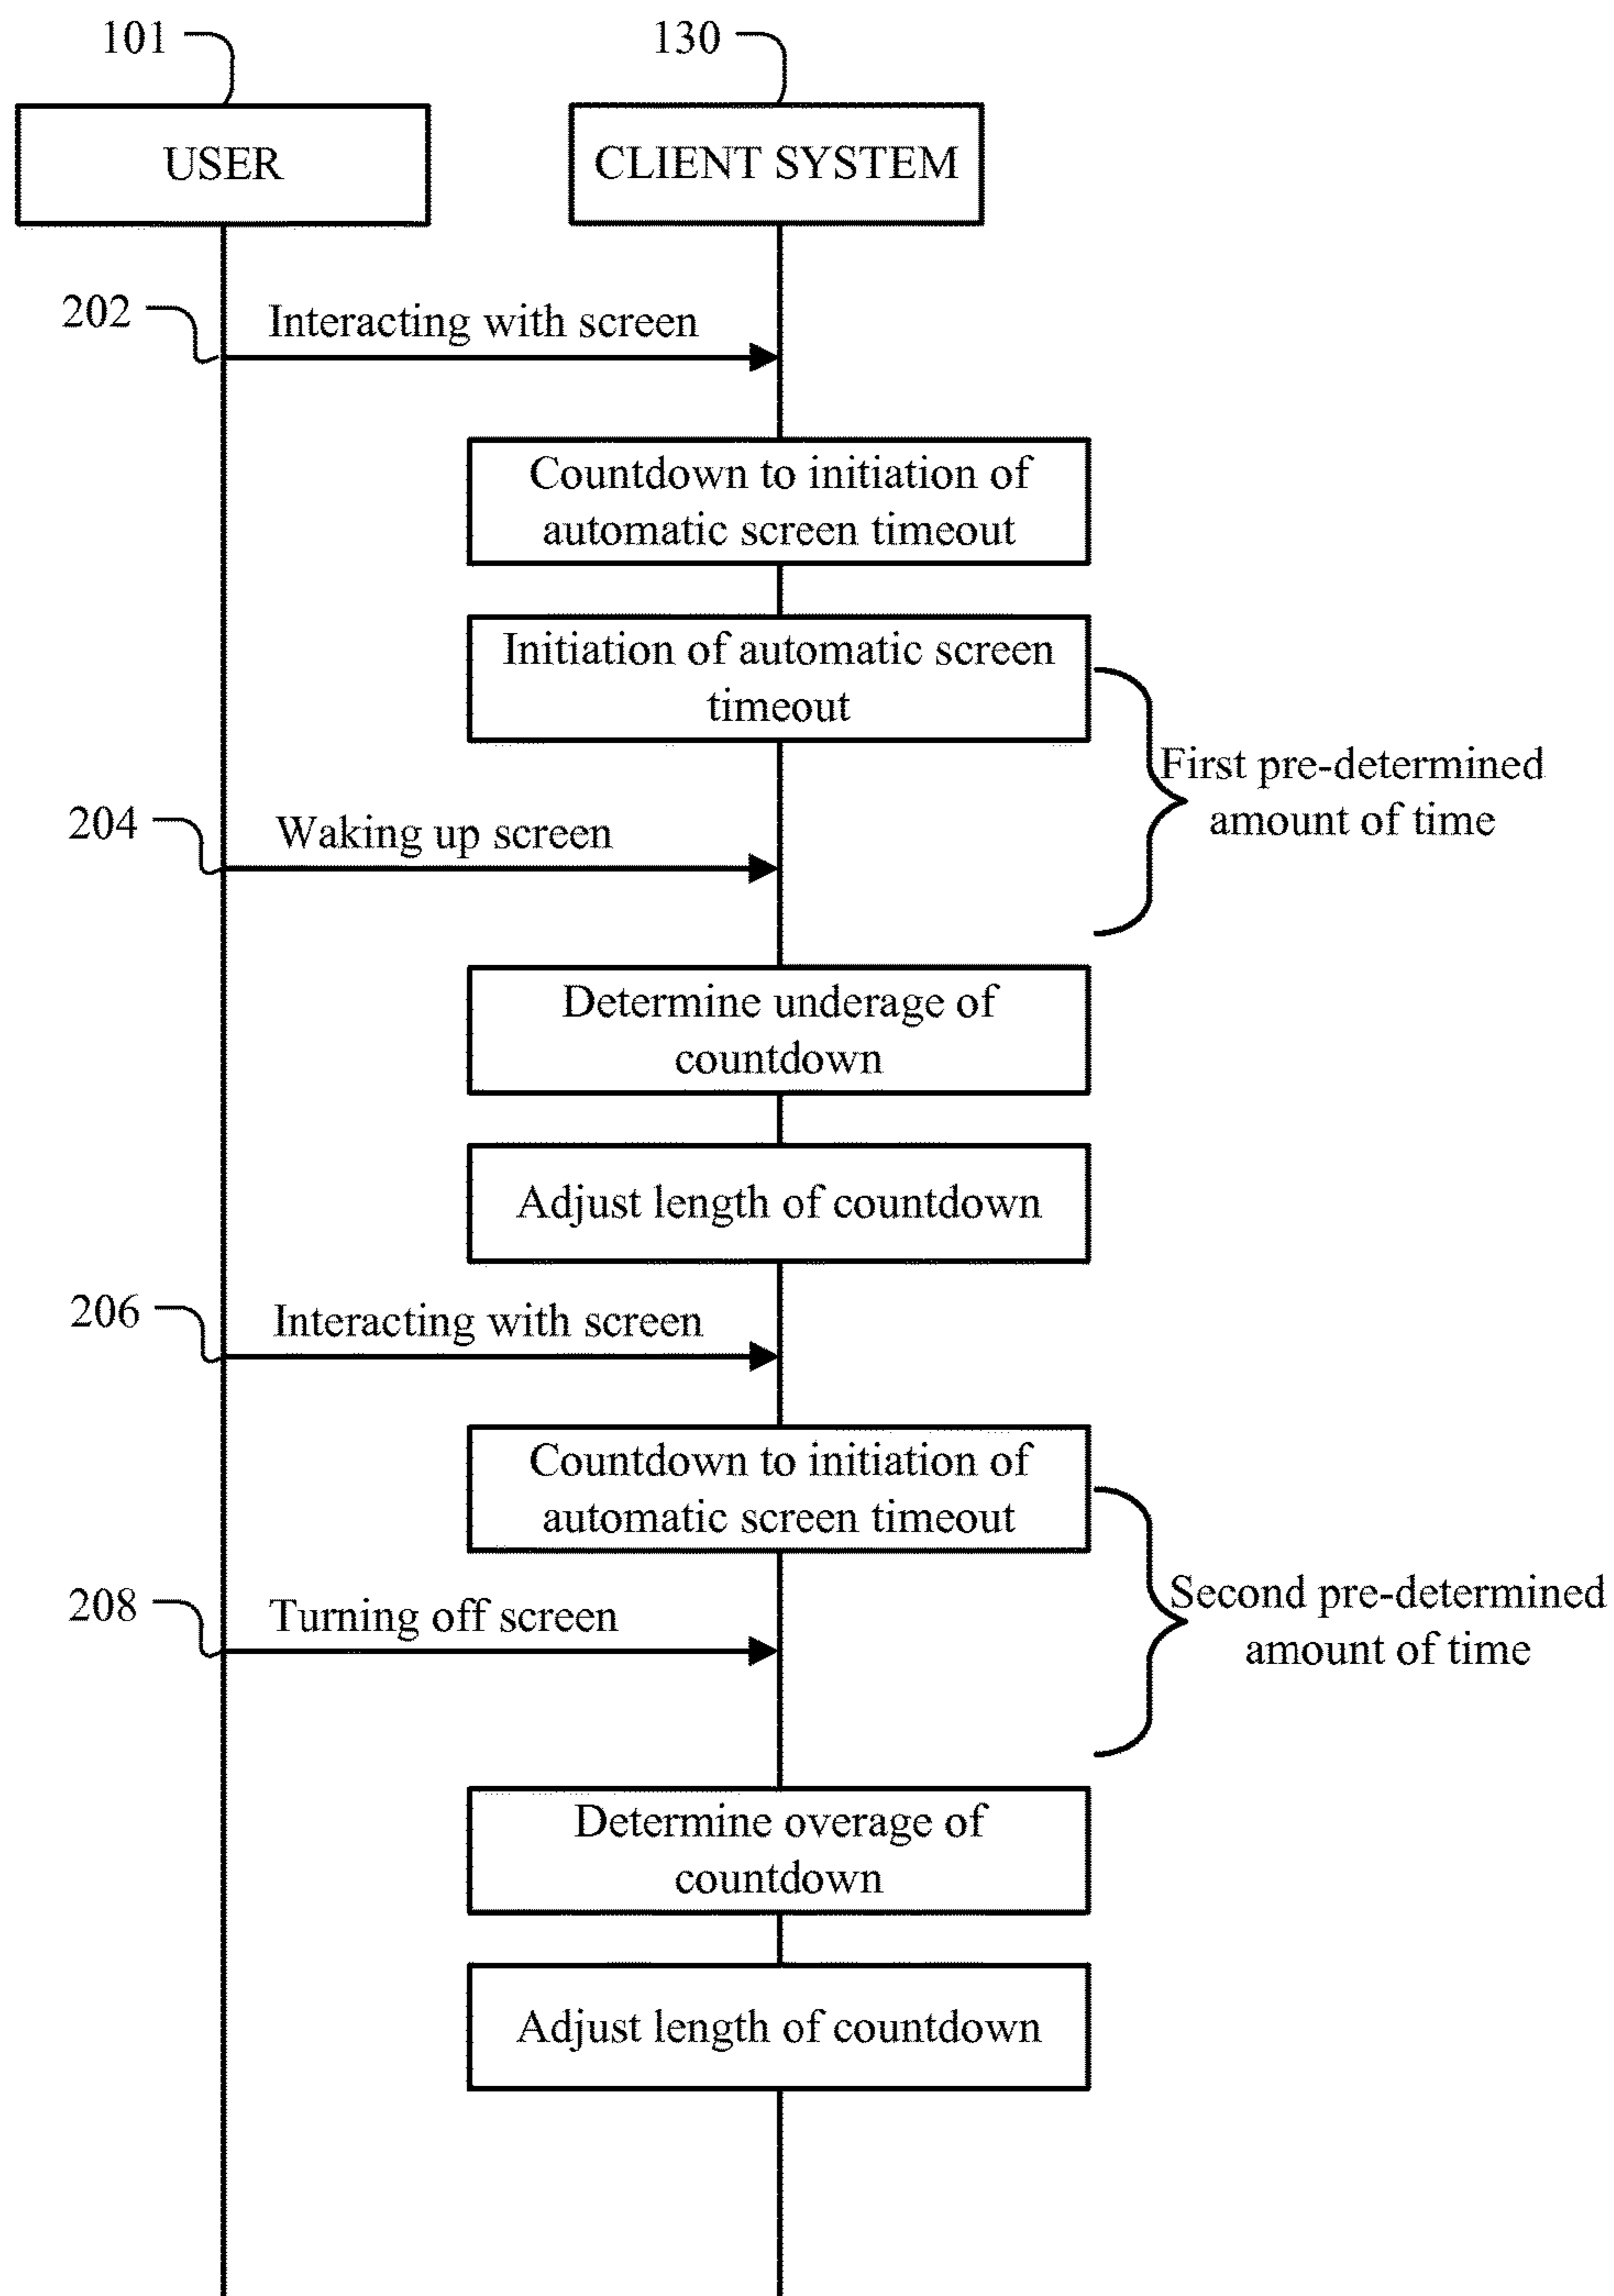 101
130
USER
CLIENT SYSTEM
202
Interacting with screen
Countdown to initiation of
automatic screen timeout
Initiation of automatic screen
timeout
First pre-determined
amount of time
204
Waking up screen
Determine underage of
countdown
Adjust length of countdown
206
Interacting with screen
Countdown to initiation of
automatic screen timeout
Second pre-determined
amount of time
208
Turning off screen
Determine overage of
countdown
Adjust length of countdown